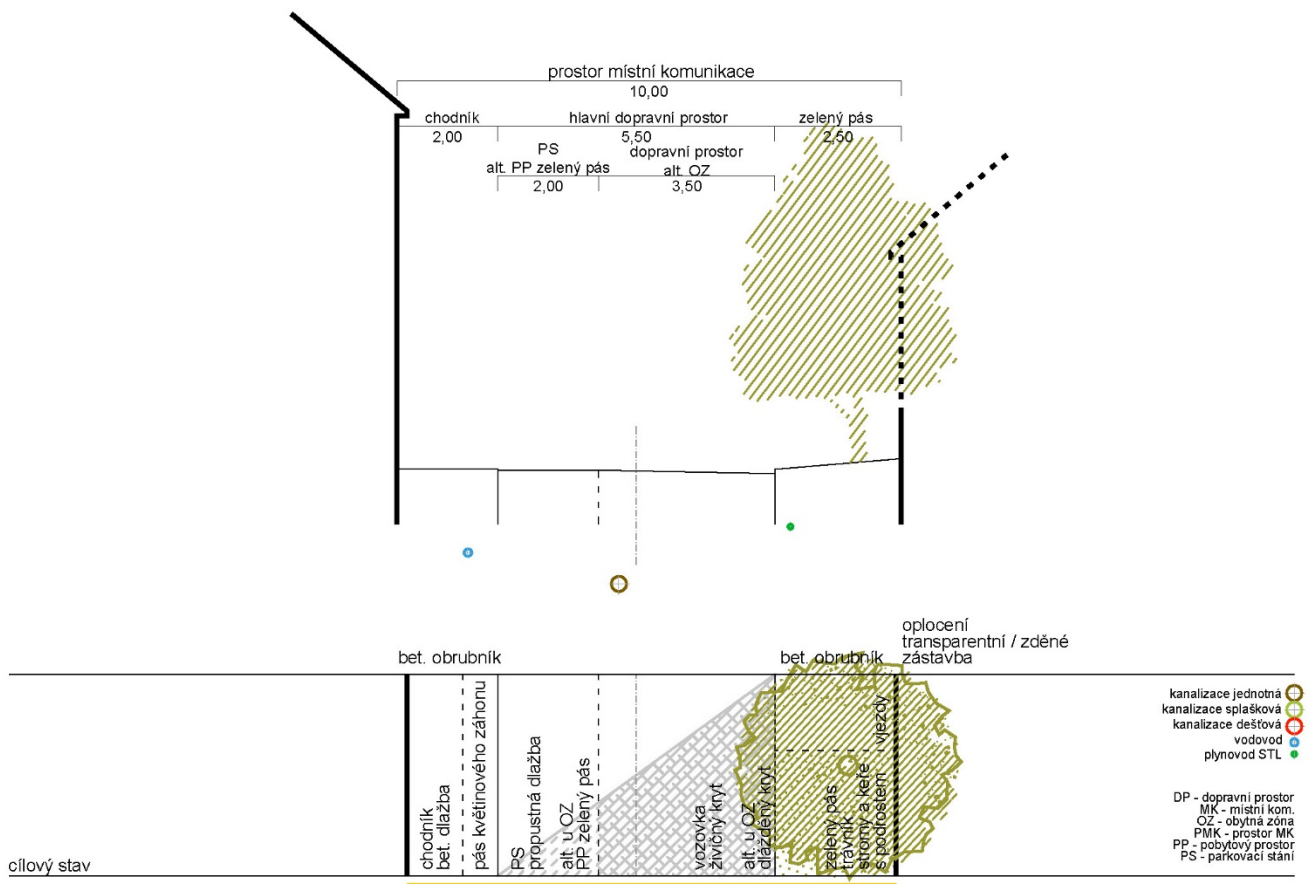 prostor místní komunikace
10,00
chodník
hlavní dopravní prostor
zelený pás
2,00
5,50
2,50
PS
alt. PP zelený pás
dopravní prostor
alt. OZ
2,00
3,50
bet. obrubník
bet. obrubník
oplocení
transparentní / zděné
zástavba
chodník
bet. dlažba
pás květinového záhonu
PS
propustná dlažba
alt. u OZ
PP zelený pás
vozovka
živičný kryt
alt. u OZ
dlážděný kryt
zelený pás
trávník
stromy a keře
s podrostem
vjezdy
cílový stav
kanalizace jednotná
kanalizace splašková
kanalizace dešťová
vodovod
plynovod STL
DP - dopravní prostor
MK - místní kom.
OZ - obytná zóna
PMK - prostor MK
PP - pobytový prostor
PS - parkovací stání